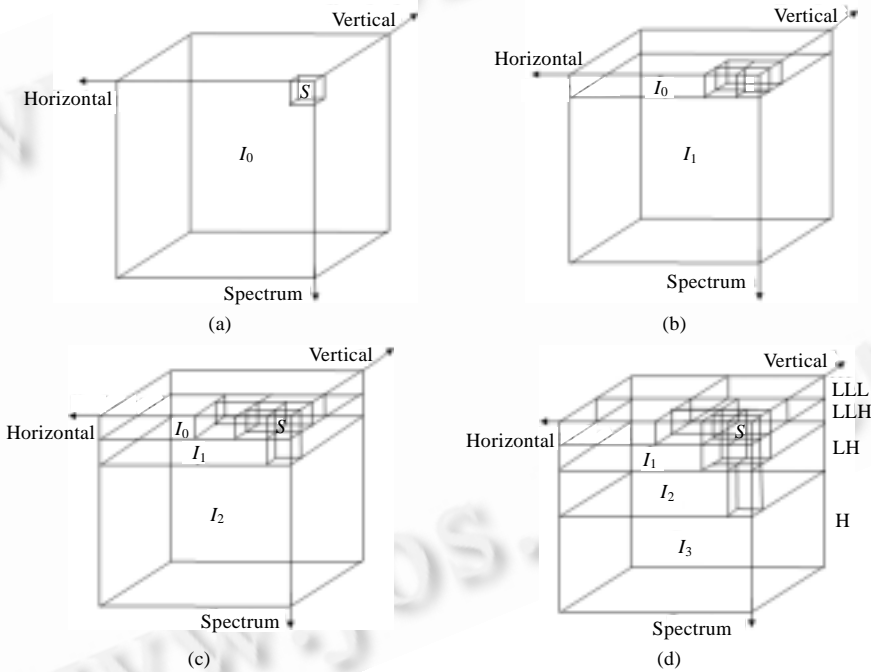 Vertical
Horizontal
S
I0
Spectrum
(a)
Vertical
Horizontal
I0
I1
Spectrum
(b)
Vertical
Horizontal
S
I0
I1
I2
Spectrum
(c)
Vertical
Horizontal
S
LLL
LLH
LH
H
I1
I2
I3
Spectrum
(d)